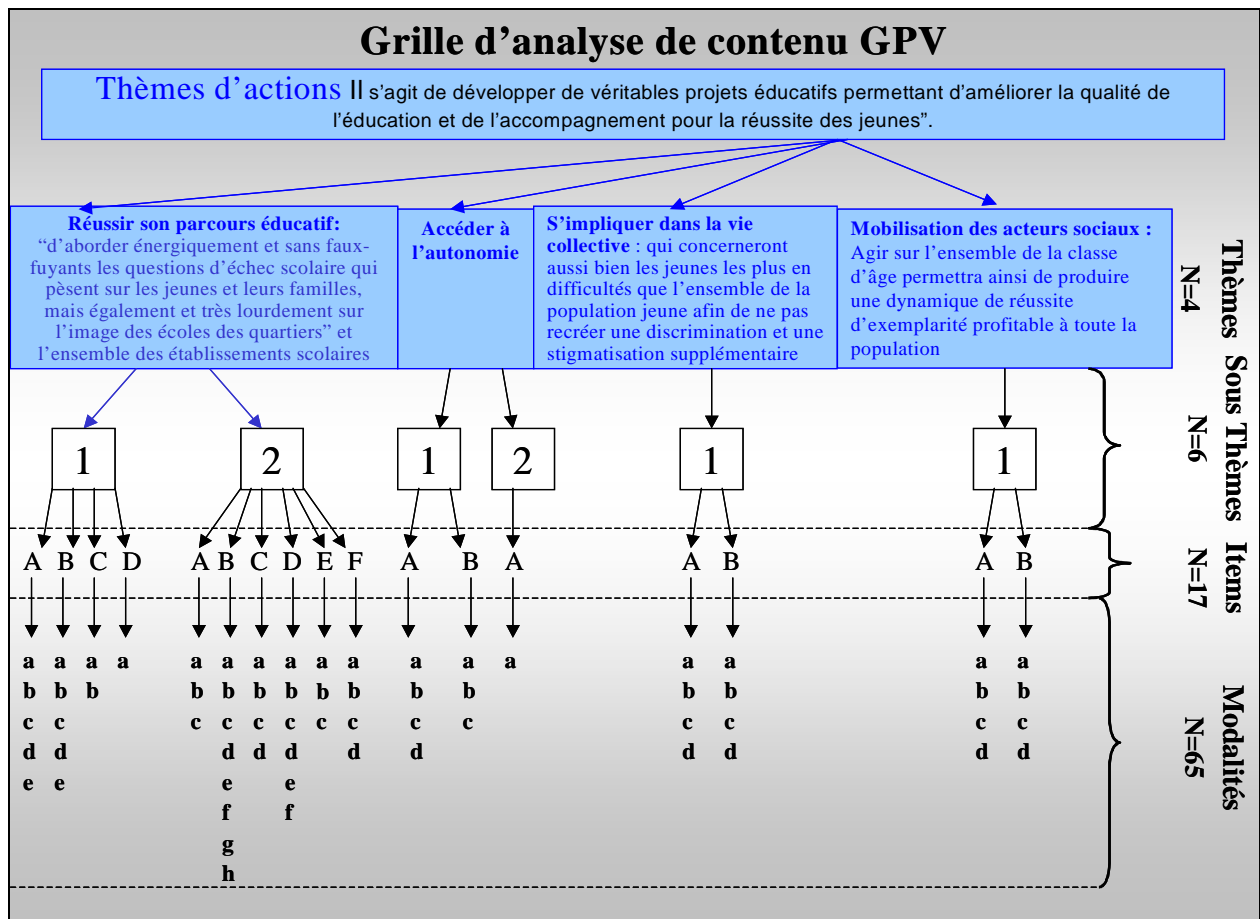 Grille d'analyse de contenu GPV
Thèmes d'actions Il s'agit de développer de véritables projets éducatifs permettant d'améliorer la qualité de
l'éducation et de l'accompagnement pour la réussite des jeunes”.
Réussir son parcours éducatif:
“d'aborder énergiquement et sans faux-
fuyants les questions d'échec scolaire qui
pèsent sur les jeunes et leurs familles,
mais également et très lourdement sur
l'image des écoles des quartiers” et
l'ensemble des établissements scolaires
Accéder à
l'autonomie
S'impliquer dans la vie
collective : qui concerneront
aussi bien les jeunes les plus en
difficultés que l'ensemble de la
population jeune afin de ne pas
recréer une discrimination et une
stigmatisation supplémentaire
Mobilisation des acteurs sociaux :
Agir sur l'ensemble de la classe
d'âge permettra ainsi de produire
une dynamique de réussite
d'exemplarité profitable à toute la
population
Thèmes
N=4
1 2 1 2 1 1
Sous Thèmes
N=6
A B C D A B C D E F A B A A B A B
Items
N=17
a a a a a a a a a a a a a a a a a
b b b b b b b b b b b b b b b
c c c c c c c c c c c c c c
d d d d d d d d d d d d
e e e e
f f
g
h
Modalités
N=65